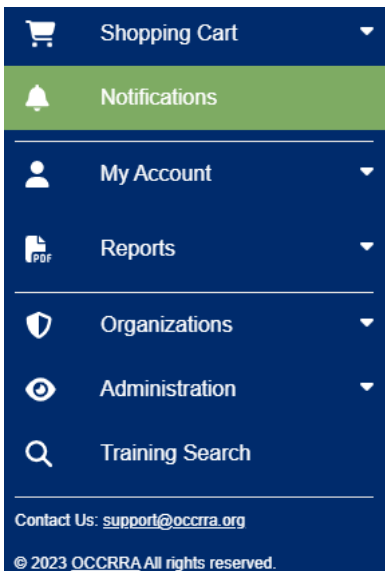 Shopping Cart
Notifications
My Account
PDF
Reports
Organizations
Administration
Training Search
Contact Us: support@occrra.org
© 2023 OCCRRA All rights reserved.